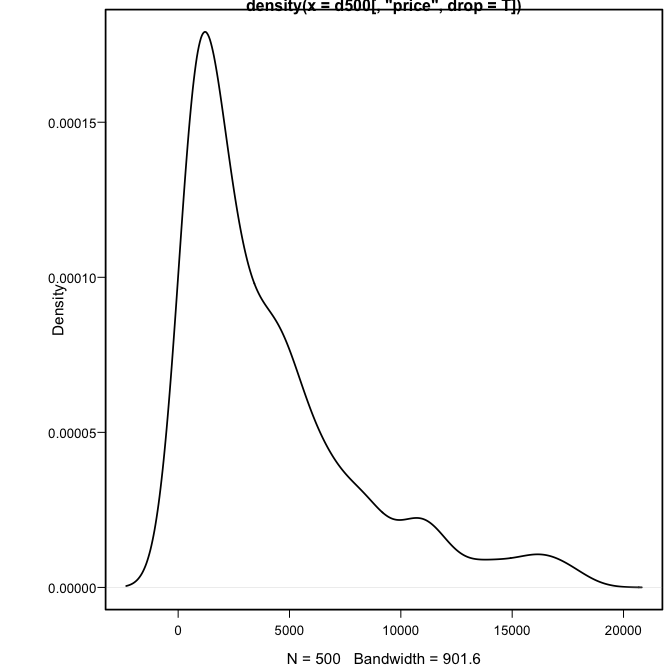 density(x = d500[, "price", drop = T])
0.00015
0.00010
Density
0.00005
0.00000
0 5000 10000 15000 20000
N = 500 Bandwidth = 901.6